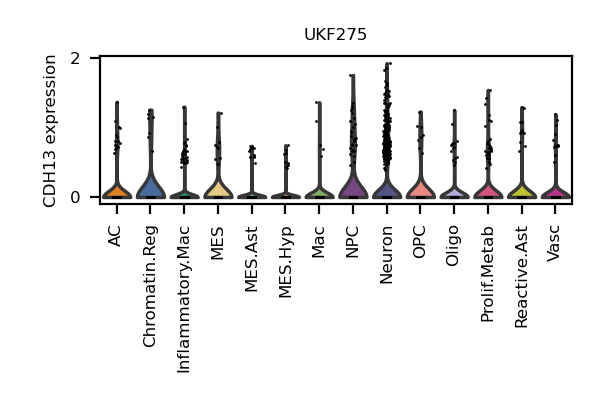 UKF275
CDH13 expression
2
0
AC
Chromatin.Reg
Inflammatory.Mac
MES
MES.Ast
MES.Hyp
Mac
NPC
Neuron
OPC
Oligo
Prolif.Metab
Reactive.Ast
Vasc